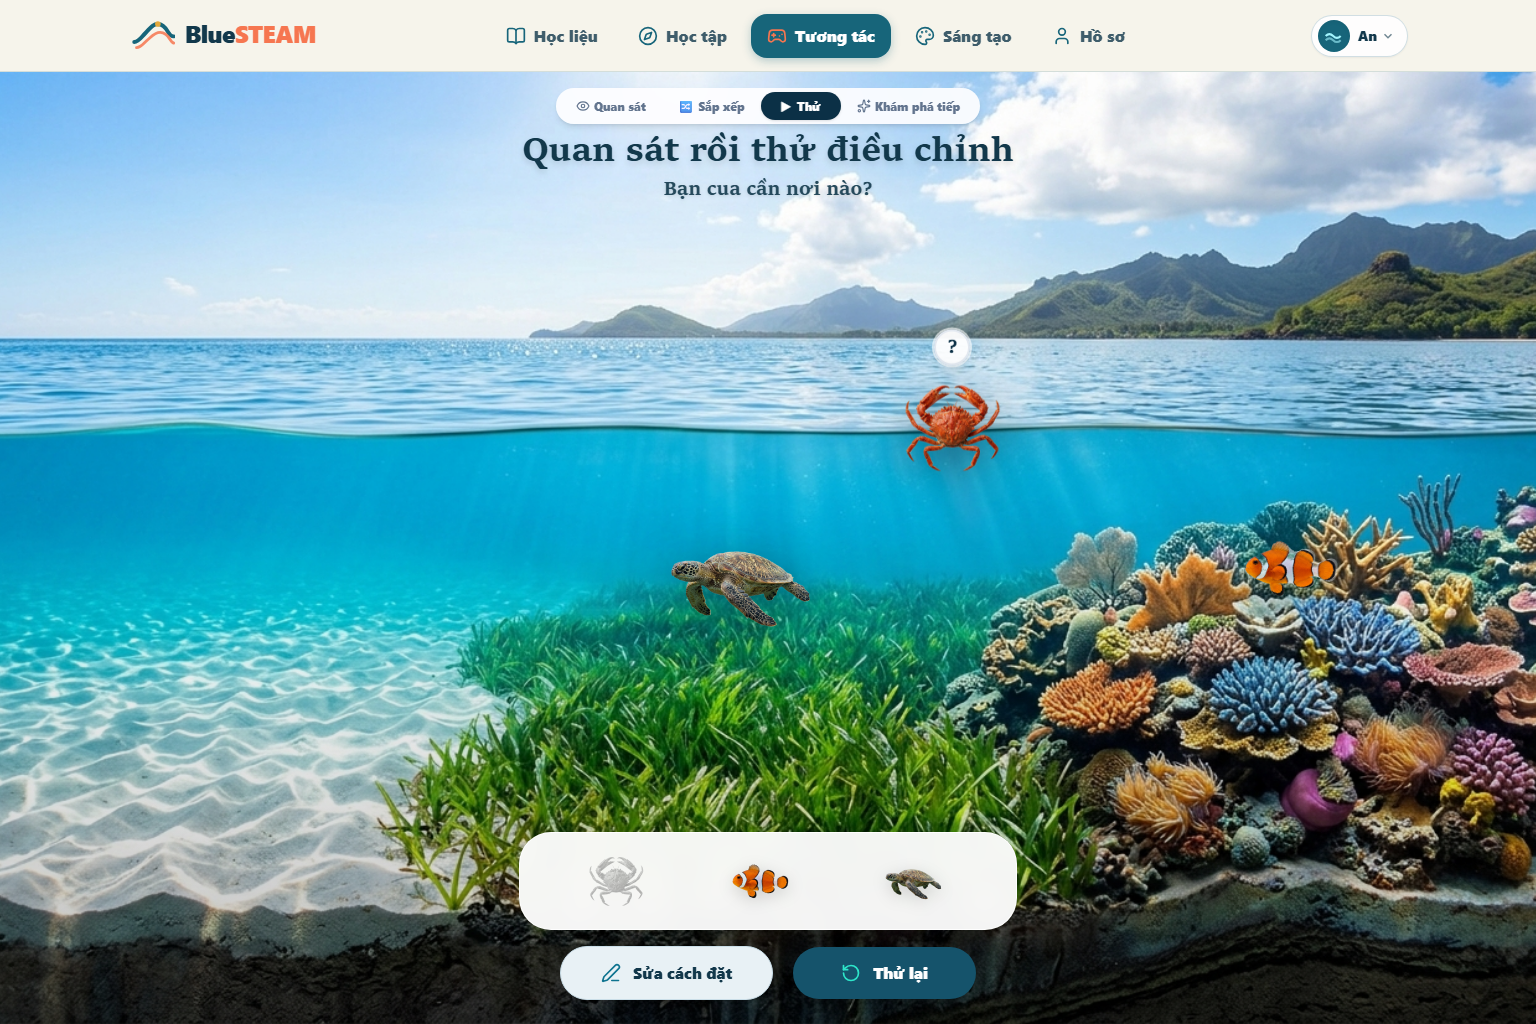 BlueSTEAM
Học liệu
Học tập
Tương tác
Sáng tạo
Hồ sơ
An
Quan sát
Sắp xếp
Thử
Khám phá tiếp
Quan sát rồi thử điều chỉnh
Bạn cua cần nơi nào?
?
Sửa cách đặt
Thử lại